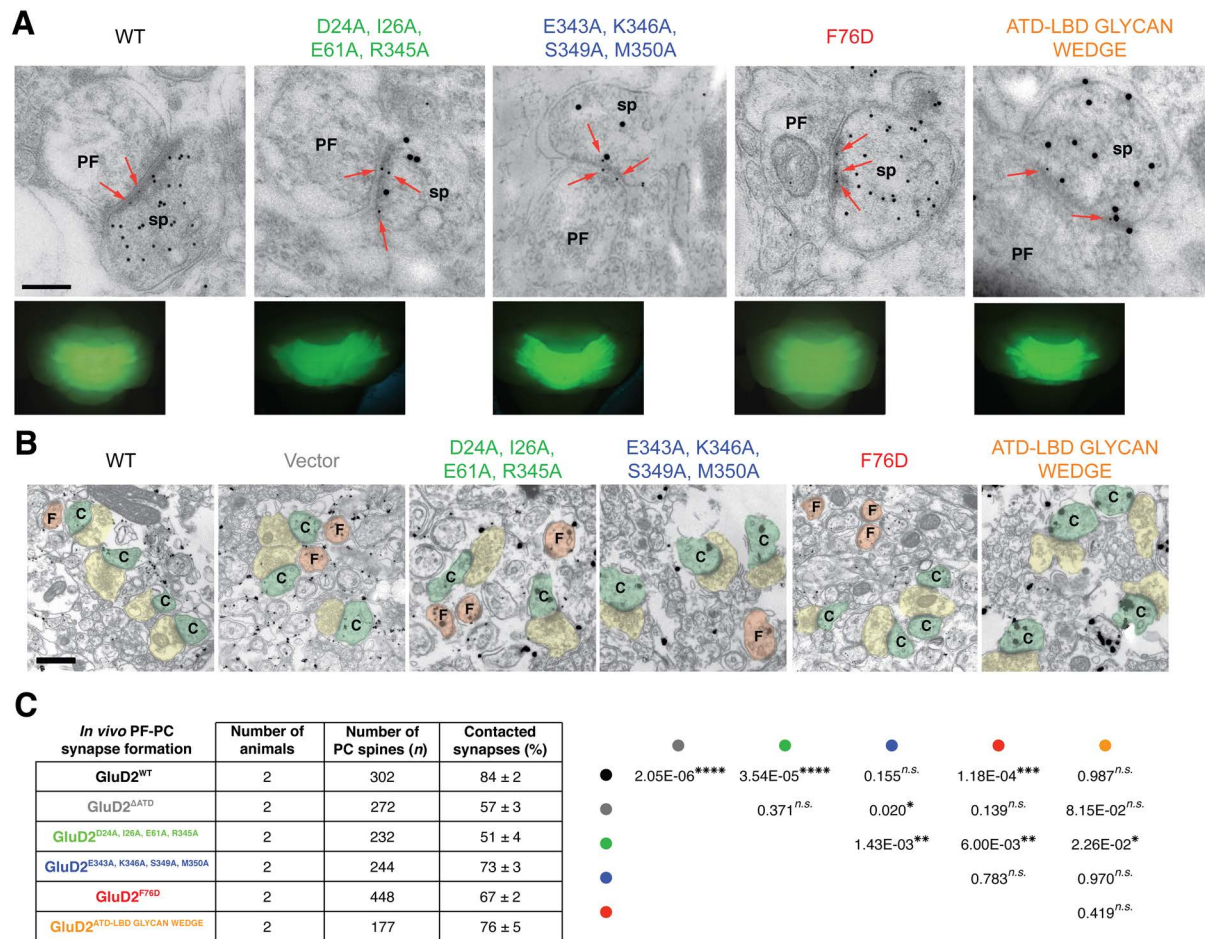 A
WT
D24A, I26A,
E61A, R345A
E343A, K346A,
S349A, M350A
F76D
ATD-LBD GLYCAN
WEDGE
PF
sp
PF
sp
sp
PF
PF
sp
sp
PF
B
WT
Vector
D24A, I26A,
E61A, R345A
E343A, K346A,
S349A, M350A
F76D
ATD-LBD GLYCAN
WEDGE
F C
C
C
C
C F
F
C
C
F
C
C
F F
C
C
C
F
F
F
F
C
C
C
C
C
C
C
C
C
In vivo PF-PC
synapse formation
Number of
animals
Number of
PC spines (n)
Contacted
synapses (%)
GluD2WT 2 302 84 ± 2
GluD2ΔATD 2 272 57 ± 3
GluD2D24A, I26A, E61A, R345A 2 232 51 ± 4
GluD2E343A, K346A, S349A, M350A 2 244 73 ± 3
GluD2F76D 2 448 67 ± 2
GluD2ATD-LBD GLYCAN WEDGE 2 177 76 ± 5
2.05E-06**** 3.54E-05**** 0.155n.s. 1.18E-04*** 0.987n.s.
0.371n.s. 0.020* 0.139n.s. 8.15E-02n.s.
1.43E-03** 6.00E-03** 2.26E-02*
0.783n.s. 0.970n.s.
0.419n.s.